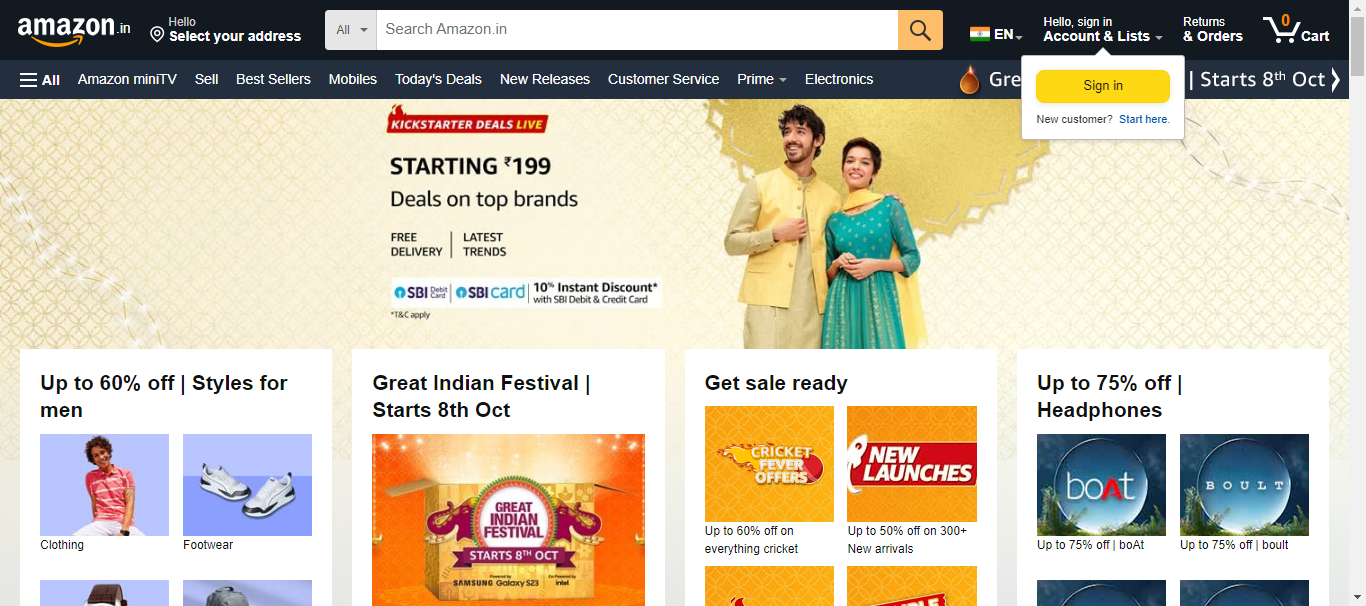 amazon.in
Hello
Select your address
All
Search Amazon.in
EN
Hello, sign in
Account & Lists
Returns
& Orders
0
Cart
All
Amazon miniTV
Sell
Best Sellers
Mobiles
Today's Deals
New Releases
Customer Service
Prime
Electronics
Gre
| Starts 8th Oct
Sign in
New customer? Start here.
KICKSTARTER DEALS LIVE
STARTING ₹199
Deals on top brands
FREE
DELIVERY
LATEST
TRENDS
SBI Debit Card
SBI card
10% Instant Discount*
with SBI Debit & Credit Card
*T&C apply
Up to 60% off | Styles for
men
Clothing
Footwear
Great Indian Festival |
Starts 8th Oct
GREAT
INDIAN
FESTIVAL
STARTS 8TH OCT
Powered by
SAMSUNG Galaxy S23
Co-Powered by
intel
Get sale ready
CRICKET
FEVER
OFFERS
Up to 60% off on
everything cricket
NEW
LAUNCHES
Up to 50% off on 300+
New arrivals
Up to 75% off |
Headphones
boAt
Up to 75% off | boAt
BOULT
Up to 75% off | boult